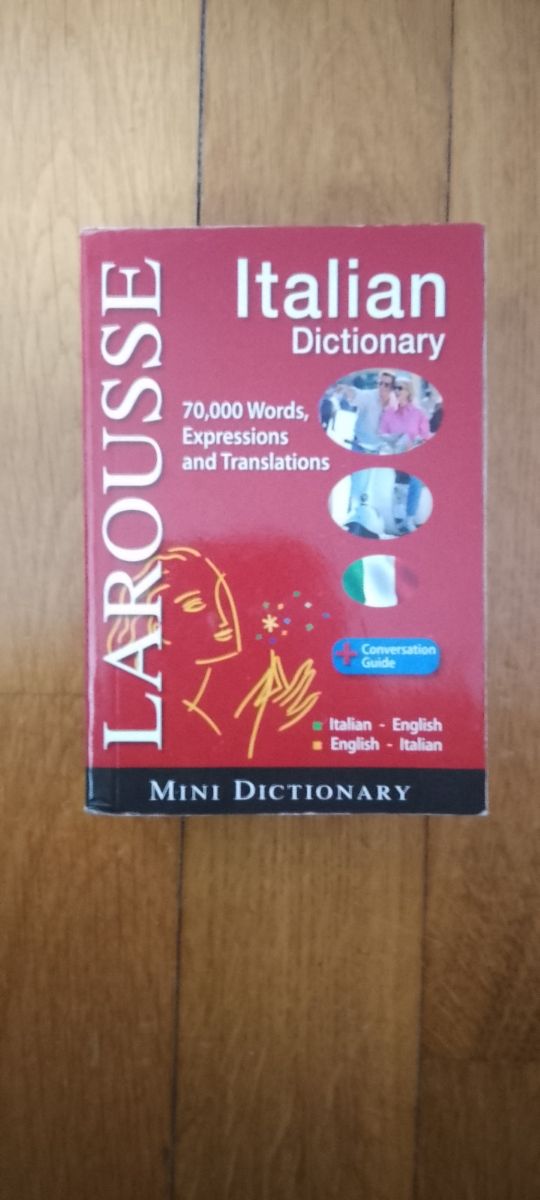 LAROUSSE
Italian
Dictionary
70,000 Words,
Expressions
and Translations
+ Conversation
Guide
Italian - English
English - Italian
MINI DICTIONARY